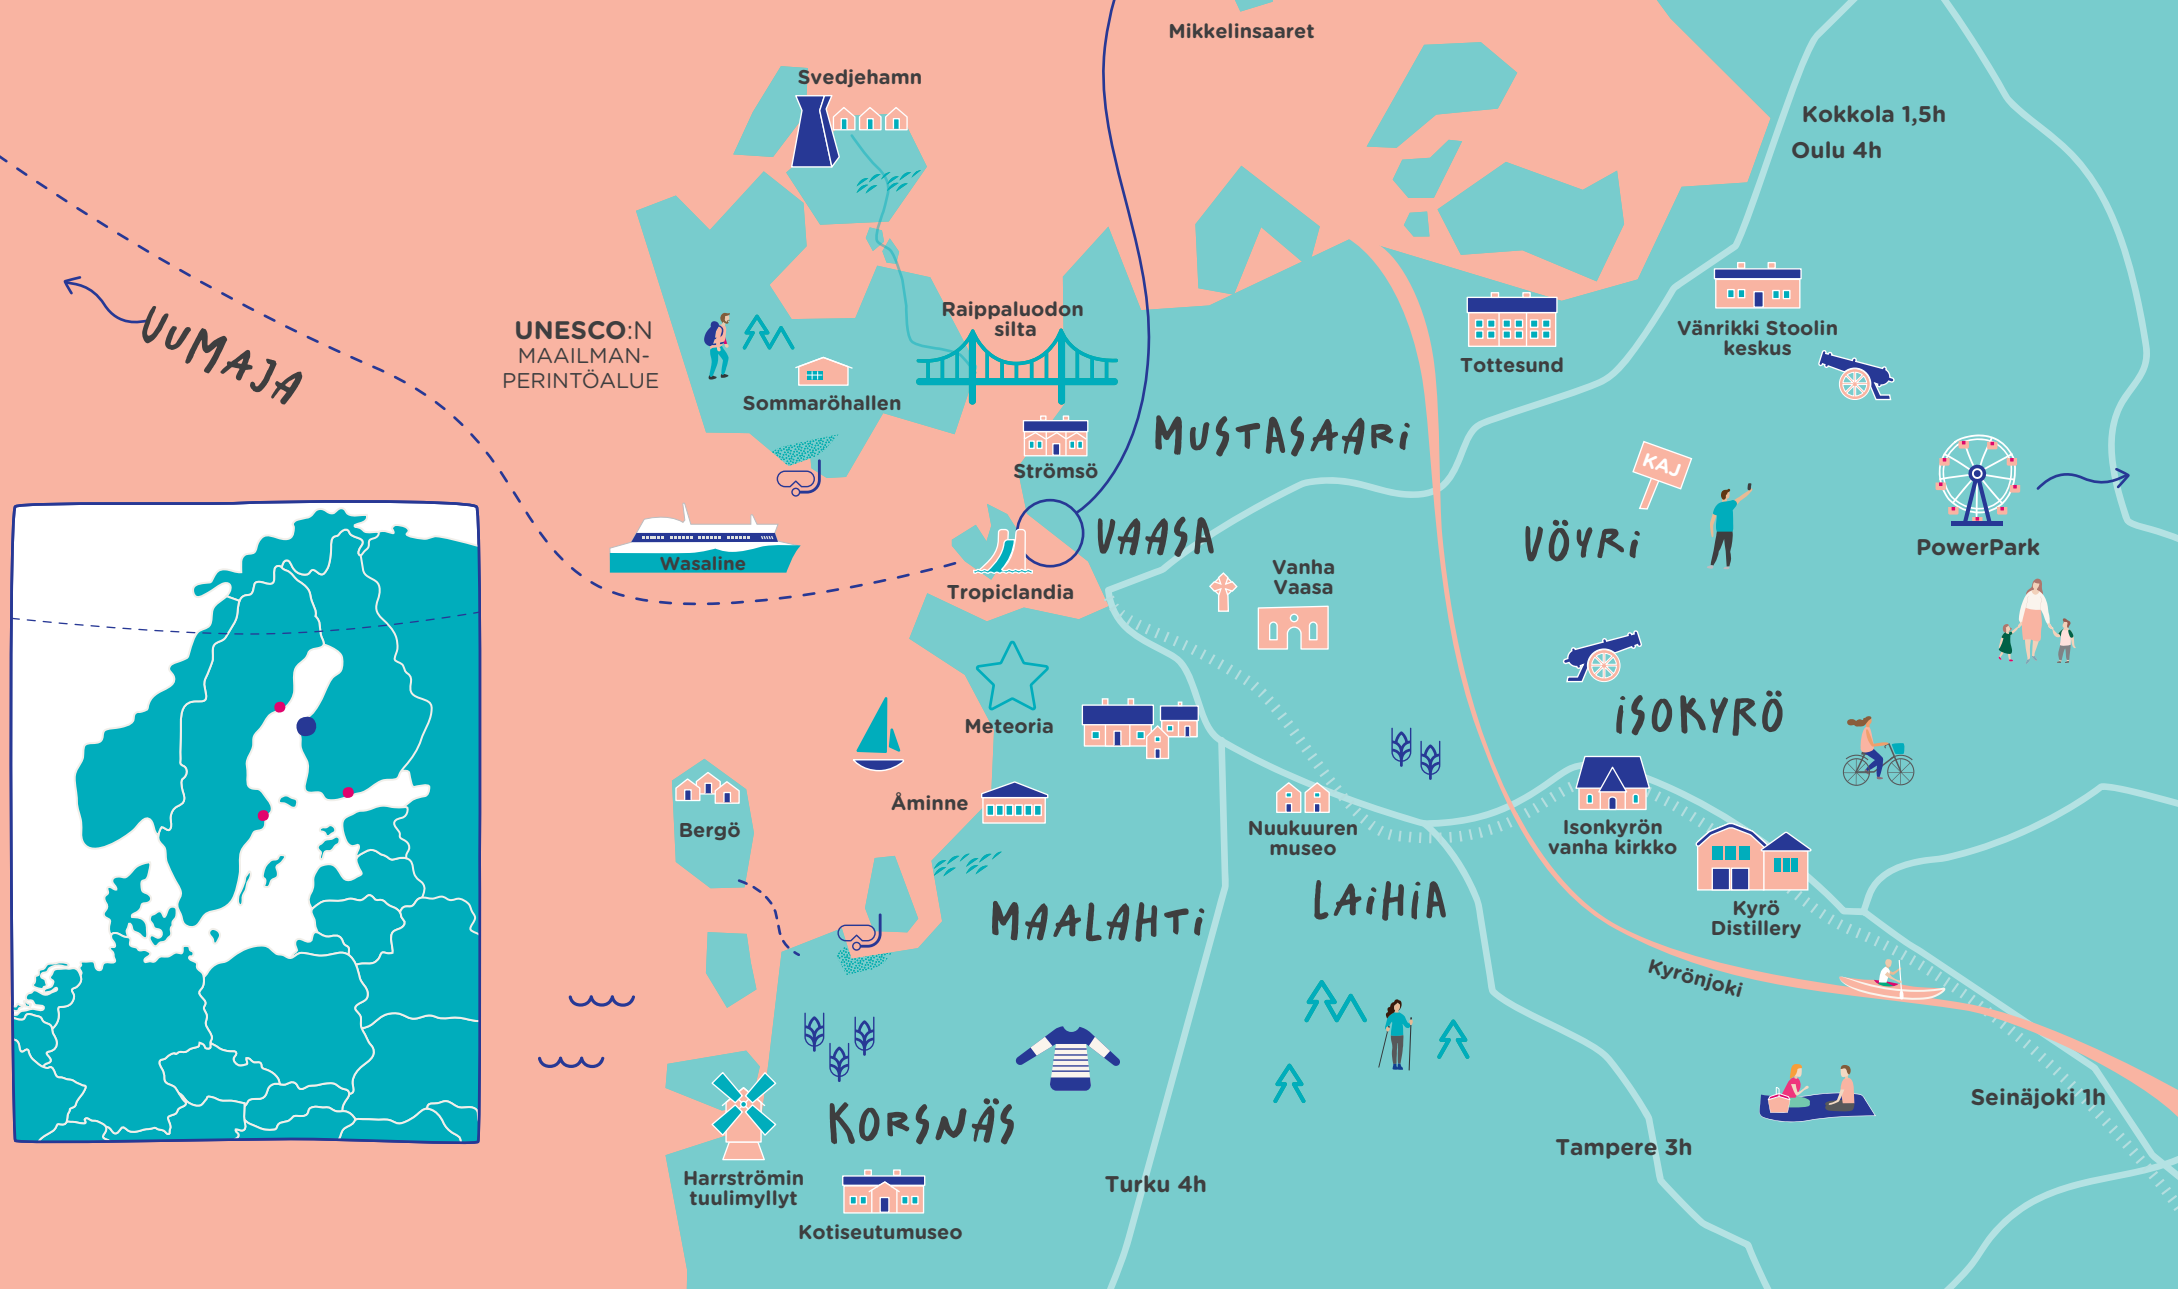 Mikkelinsaaret
Svedjehamn
Kokkola 1,5h
Oulu 4h
UUMAJA
UNESCO:N
MAAILMAN-
PERINTÖALUE
Raippaluodon
silta
Sommaröhallen
Strömsö
Tottesund
Vänrikki Stoolin
keskus
MUSTASAARi
KAJ
VÖYRi
PowerPark
Wasaline
VAASA
Tropiclandia
Vanha
Vaasa
Meteoria
iSOKYRÖ
Åminne
Bergö
Nuukuuren
museo
Isonkyrön
vanha kirkko
Kyrö
Distillery
LAiHiA
MAALAHTi
Kyrönjoki
KORSNÄS
Seinäjoki 1h
Tampere 3h
Turku 4h
Harrströmin
tuulimyllyt
Kotiseutumuseo